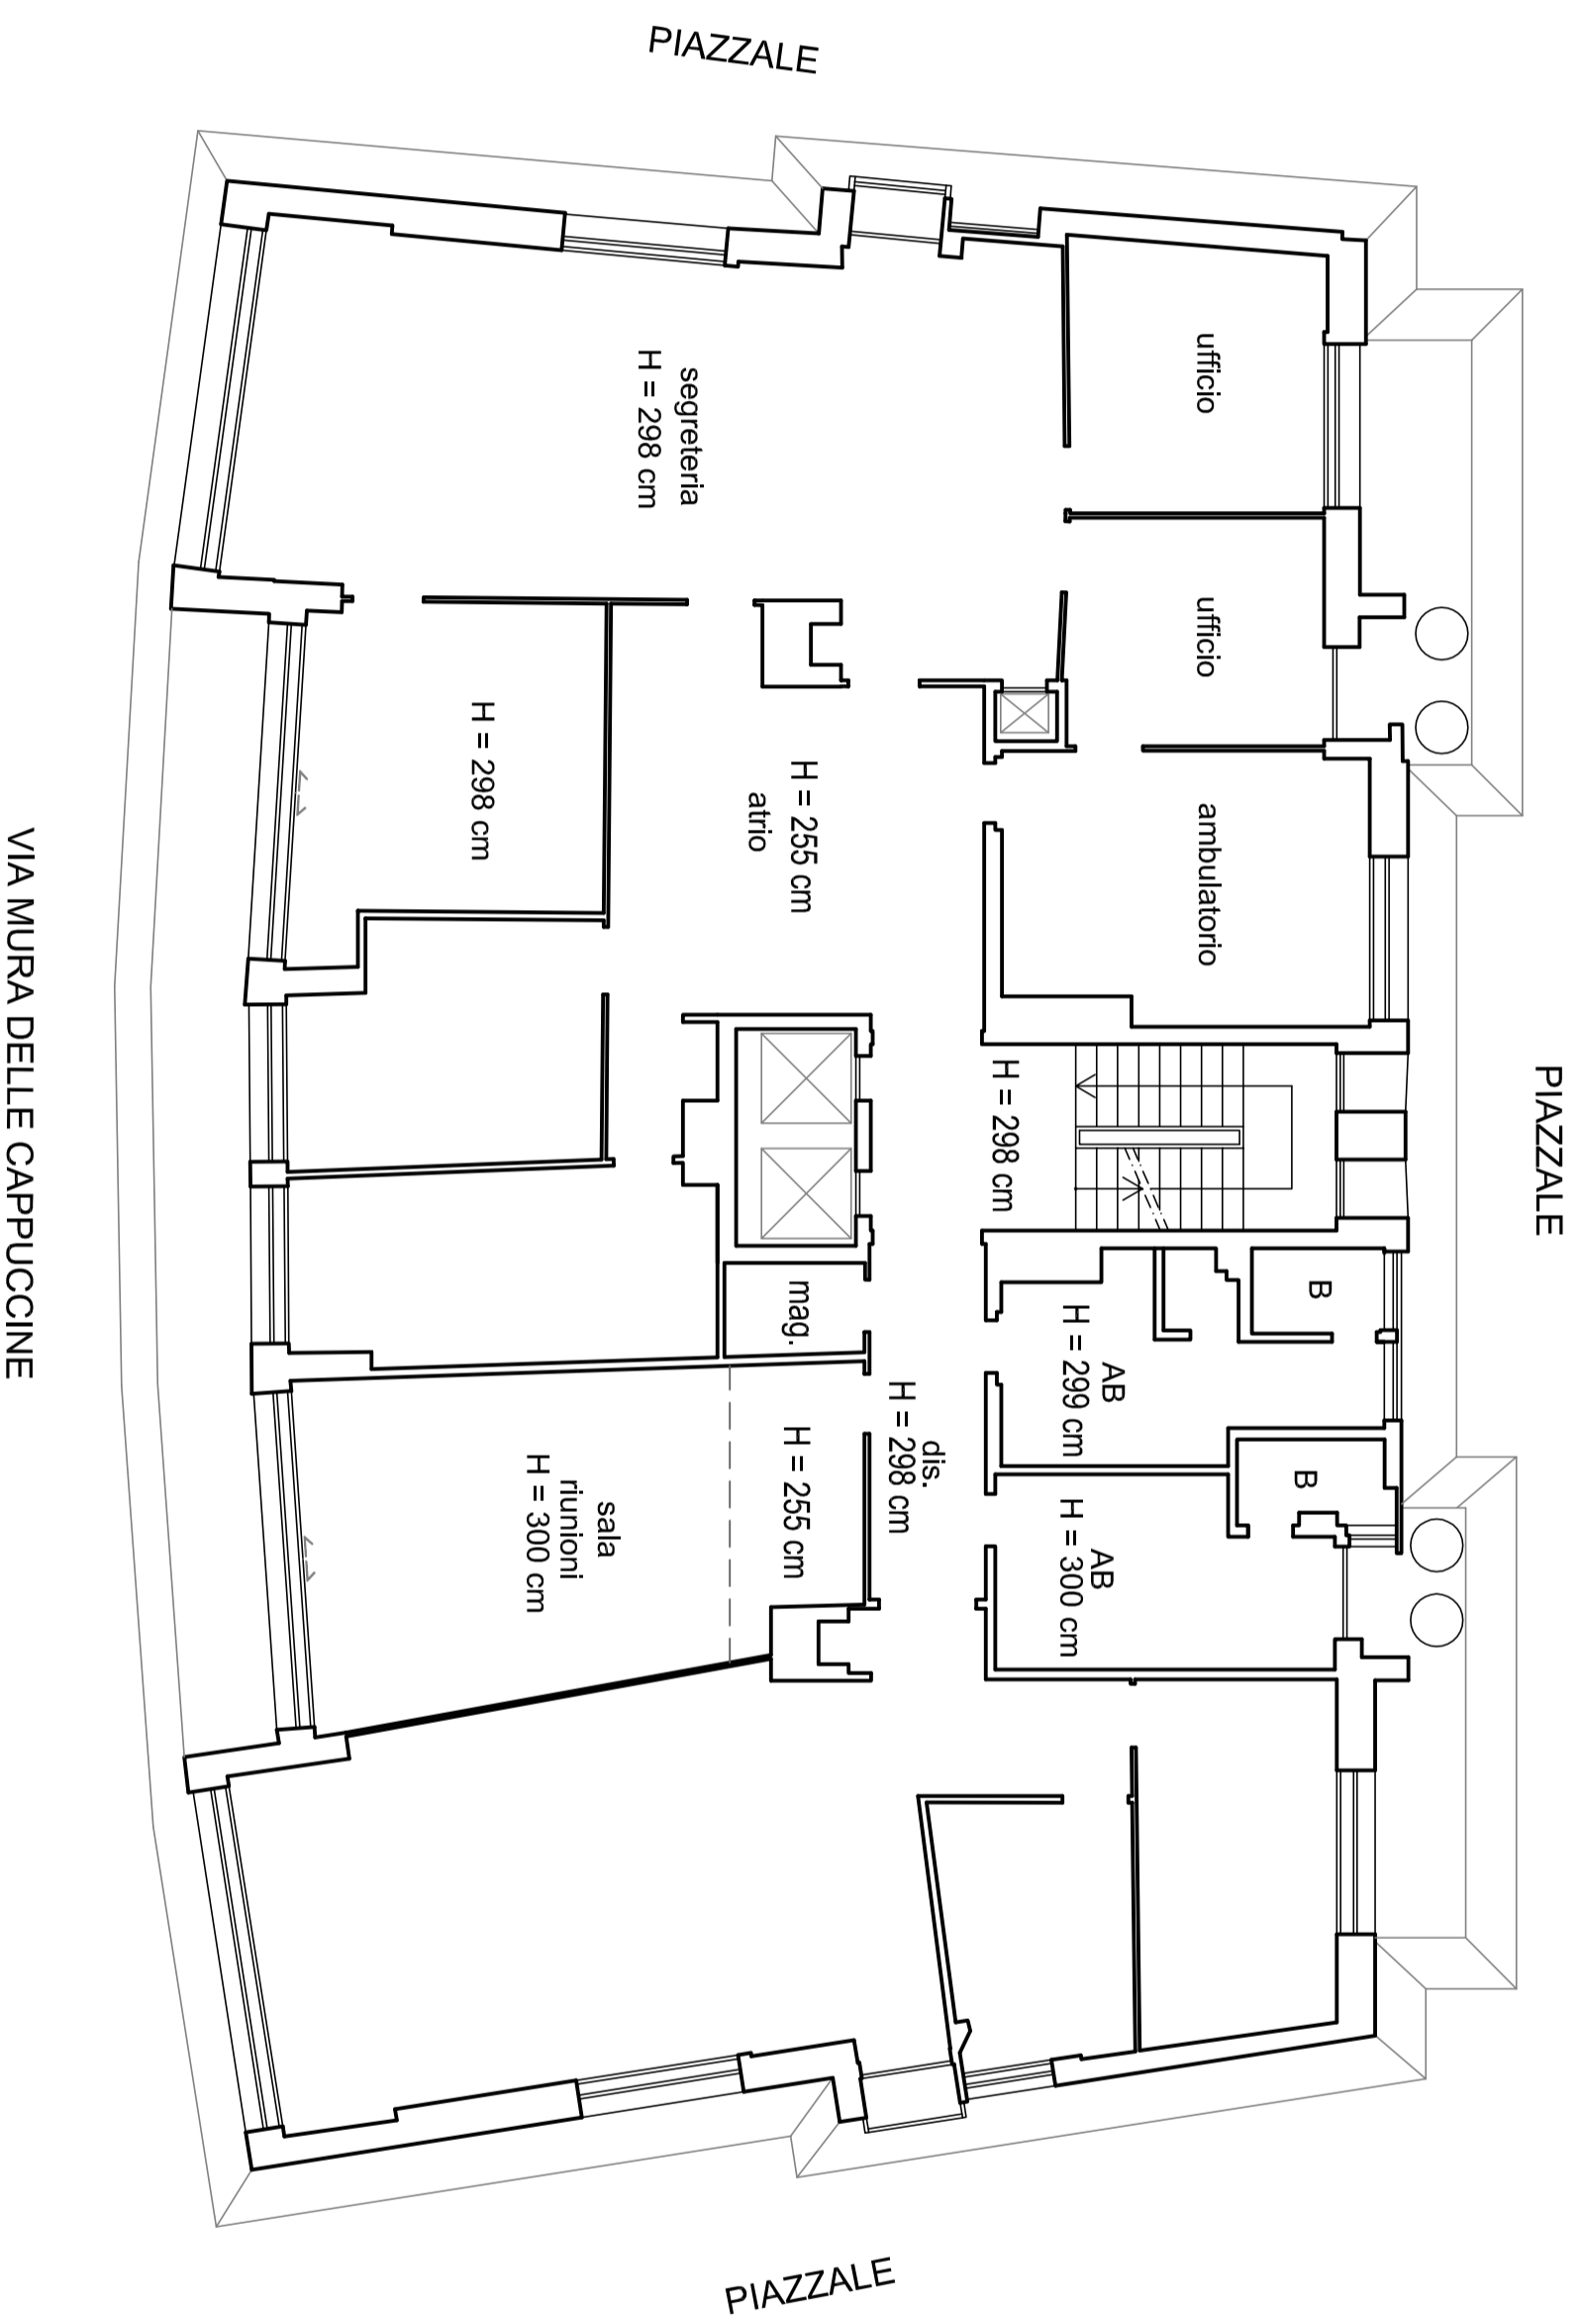 PIAZZALE
PIAZZALE
ufficio
ufficio
ambulatorio
segreteria
H = 298 cm
H = 298 cm
H = 255 cm
atrio
H = 298 cm
B
AB
H = 299 cm
B
AB
H = 300 cm
mag.
dis.
H = 298 cm
H = 255 cm
sala
riunioni
H = 300 cm
VIA MURA DELLE CAPPUCCINE
PIAZZALE